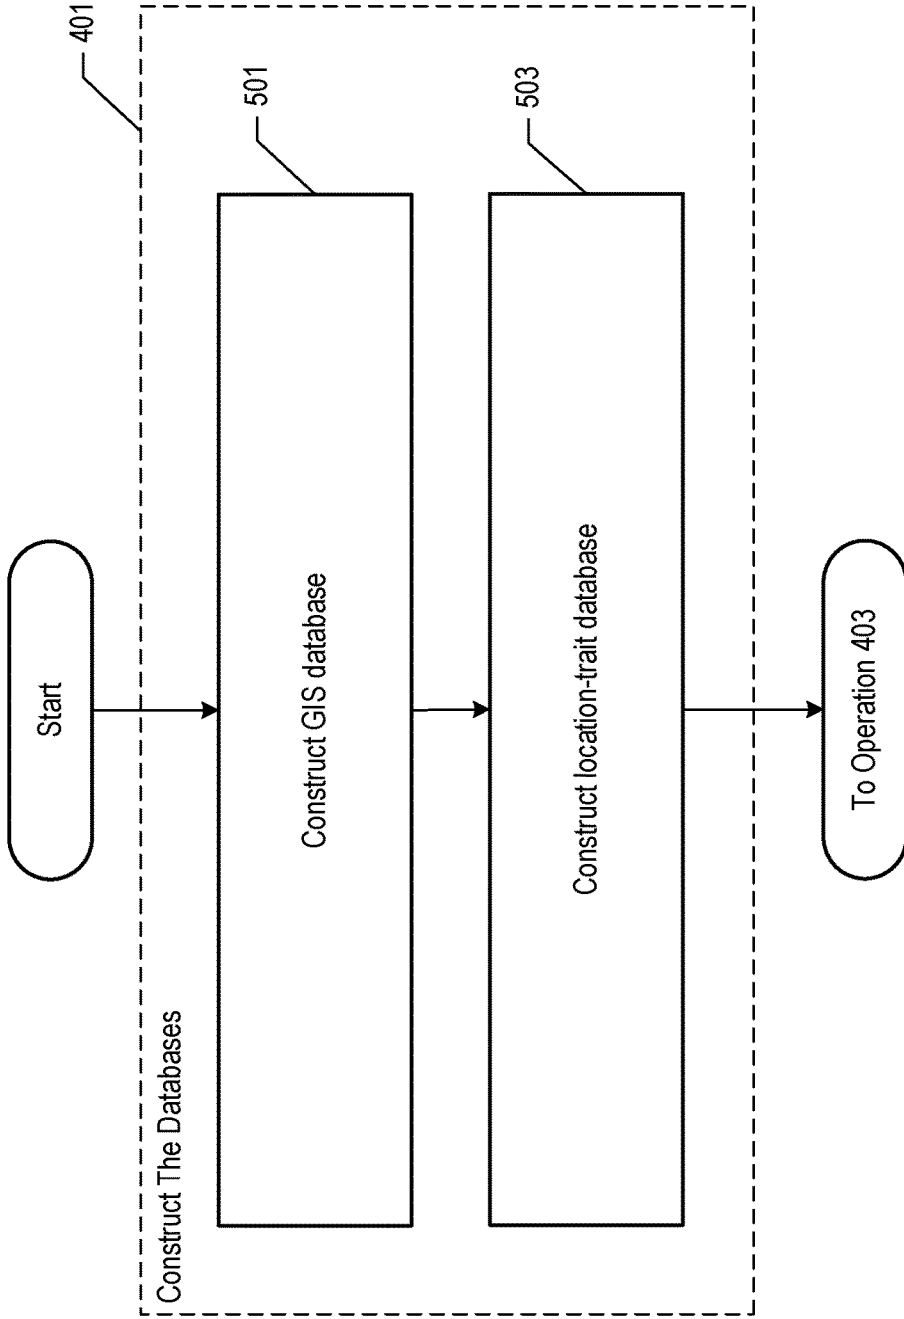 Start
401
Construct The Databases
501
Construct GIS database
503
Construct location-trait database
To Operation 403